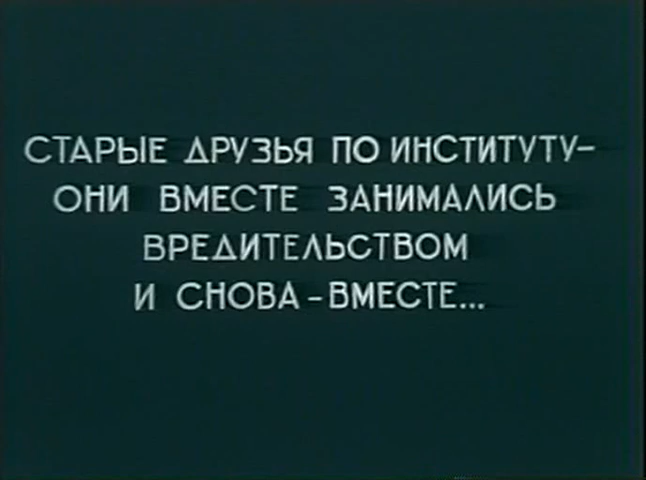 СТАРЫЕ ДРУЗЬЯ ПО ИНСТИТУТУ–
ОНИ ВМЕСТЕ ЗАНИМАЛИСЬ
ВРЕДИТЕЛЬСТВОМ
И СНОВА – ВМЕСТЕ...